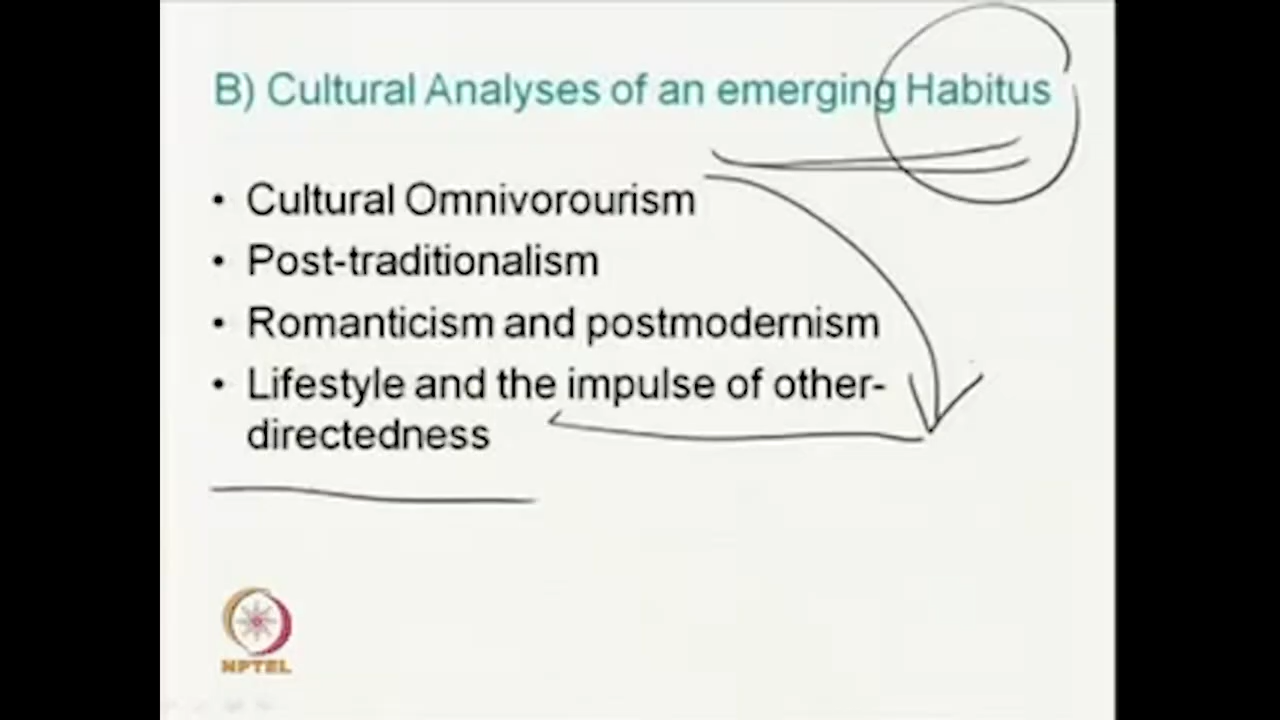 B) Cultural Analyses of an emerging Habitus
• Cultural Omnivorourism
• Post-traditionalism
• Romanticism and postmodernism
• Lifestyle and the impulse of other-
directedness
NPTEL